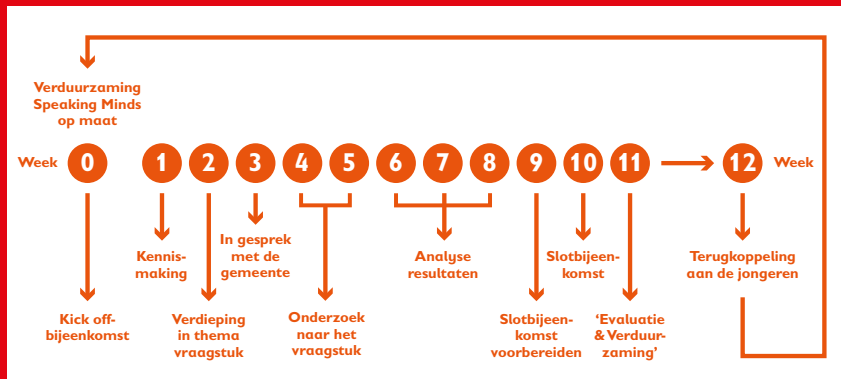 Verduurzaming
Speaking Minds
op maat
Week 0 1 2 3 4 5 6 7 8 9 10 11 12 Week
Kennis-
making
In gesprek
met de
gemeente
Analyse
resultaten
Slotbijeen-
komst
Terugkoppeling
aan de jongeren
Kick off-
bijeenkomst
Verdieping
in thema
vraagstuk
Onderzoek
naar het
vraagstuk
Slotbijeen-
komst
voorbereiden
‘Evaluatie
& Verduur-
zaming’